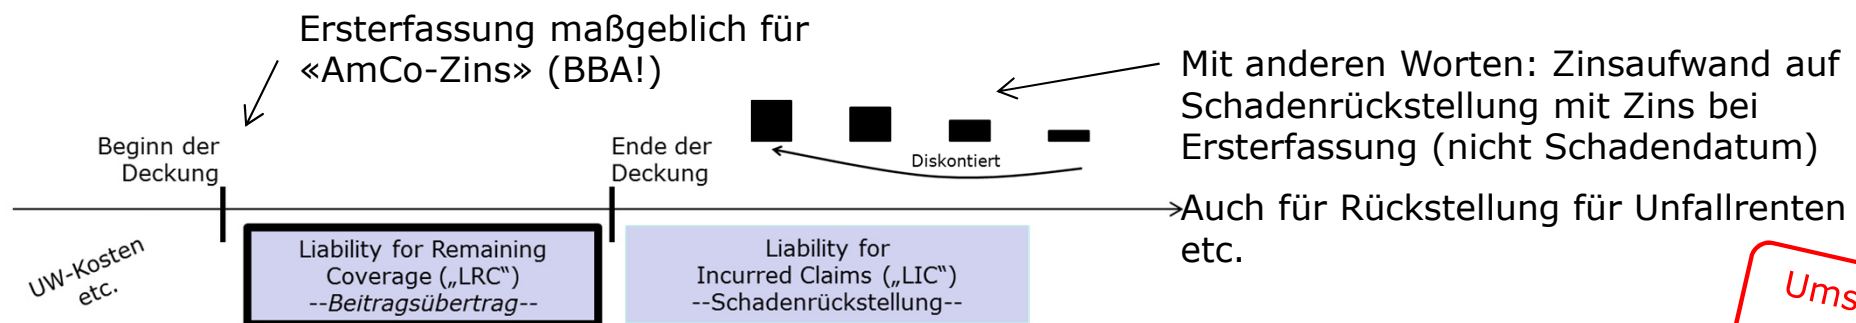 Ersterfassung maßgeblich für
«AmCo-Zins» (BBA!)
Mit anderen Worten: Zinsaufwand auf
Schadenrückstellung mit Zins bei
Ersterfassung (nicht Schadendatum)
Auch für Rückstellung für Unfallrenten
etc.
Beginn der
Deckung
Ende der
Deckung
Diskontiert
UW-Kosten
etc.
Liability for Remaining
Coverage („LRC“)
--Beitragsübertrag--
Liability for
Incurred Claims („LIC“)
--Schadenrückstellung--